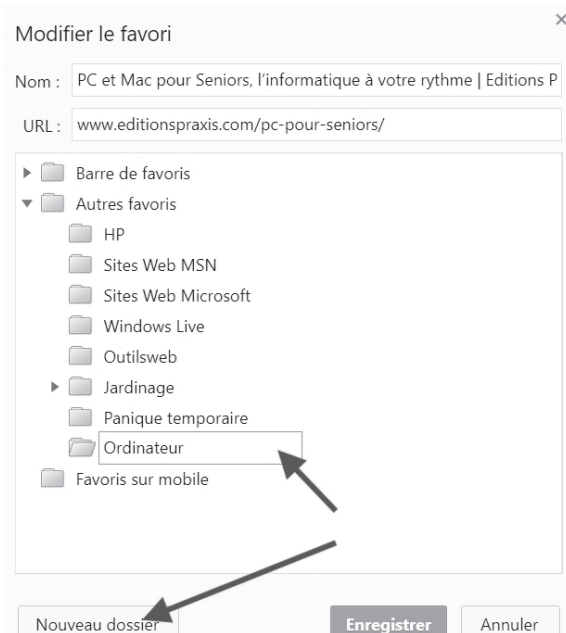 Modifier le favori
Nom : PC et Mac pour Seniors, l'informatique à votre rythme | Editions P
URL : www.editionspraxis.com/pc-pour-seniors/
Barre de favoris
Autres favoris
HP
Sites Web MSN
Sites Web Microsoft
Windows Live
Outilsweb
Jardinage
Panique temporaire
Ordinateur
Favoris sur mobile
Nouveau dossier Enregistrer Annuler